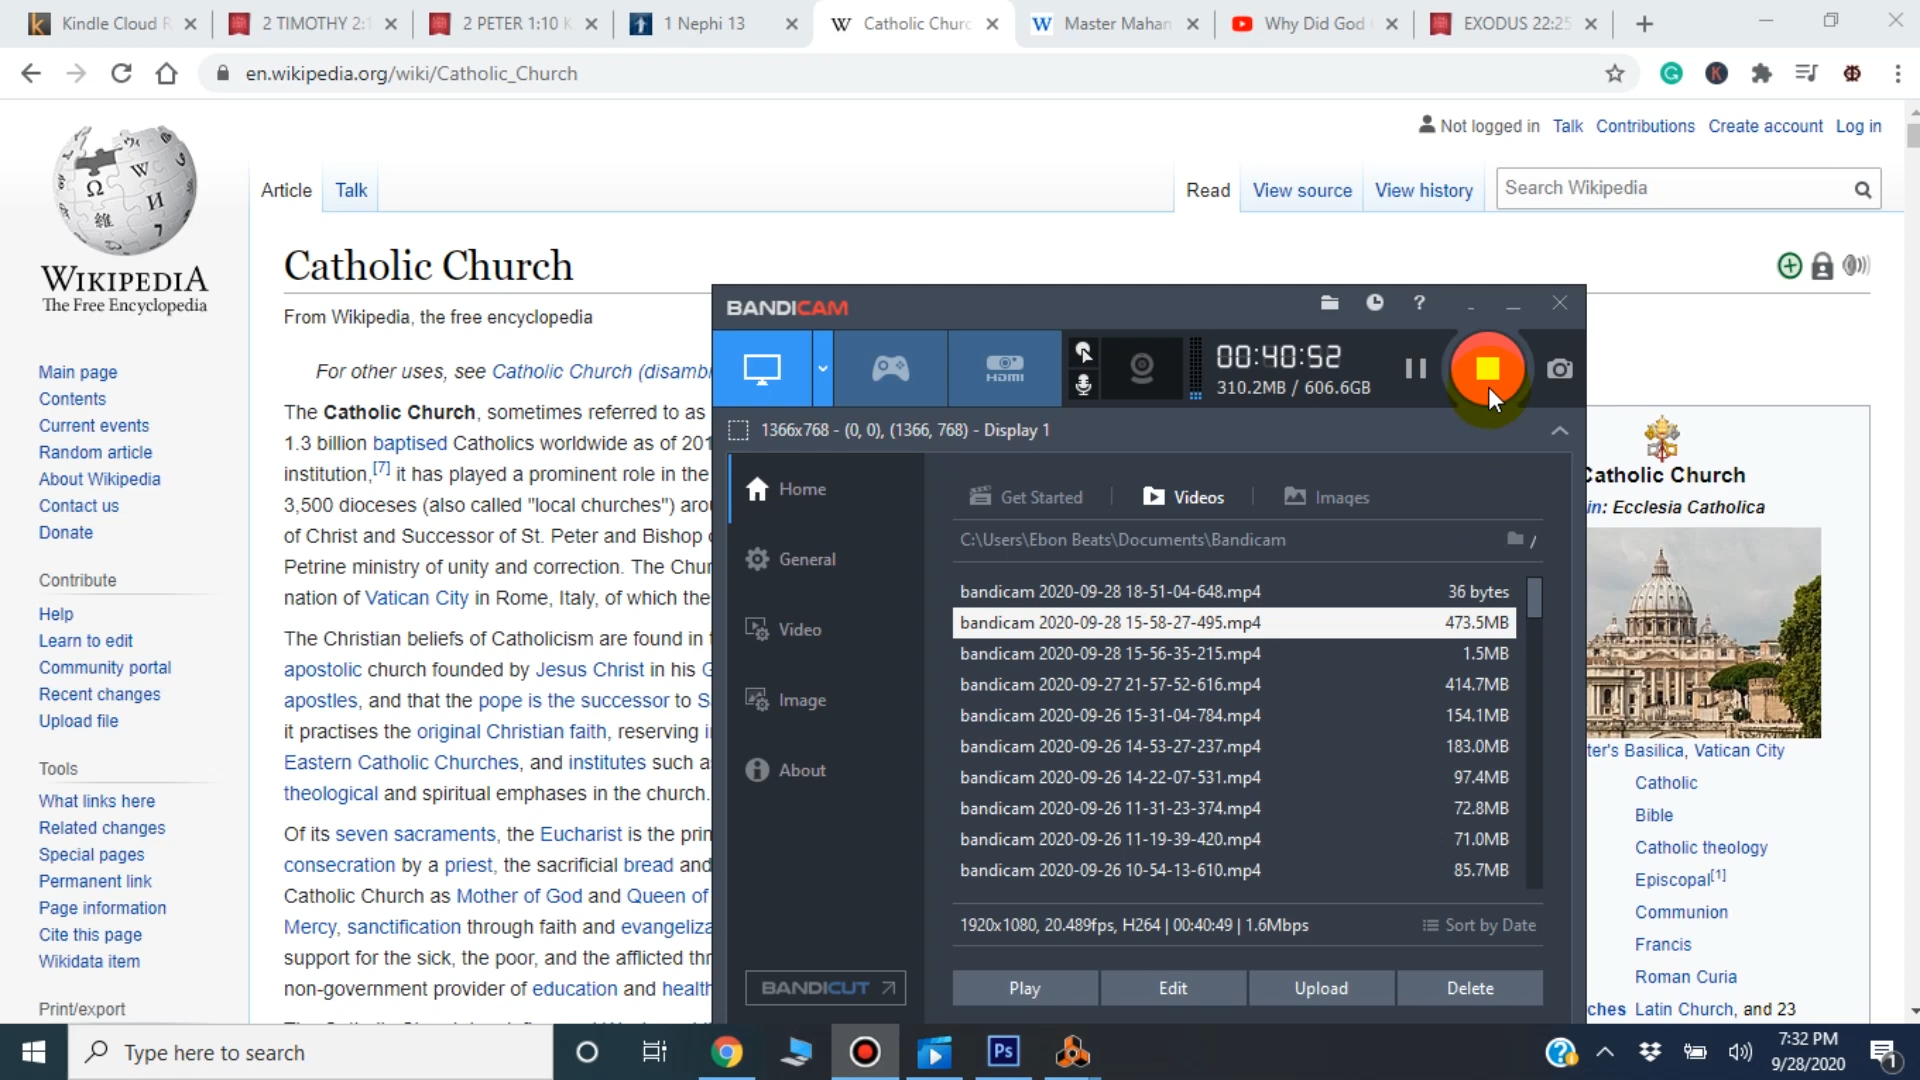 Kindle Cloud R
2 TIMOTHY 2:1
2 PETER 1:10 K
1 Nephi 13
Catholic Churc
Master Mahan
Why Did God
EXODUS 22:25
en.wikipedia.org/wiki/Catholic_Church
Not logged in Talk Contributions Create account Log in
Article Talk Read View source View history Search Wikipedia
WIKIPEDIA
The Free Encyclopedia
Main page
Contents
Current events
Random article
About Wikipedia
Contact us
Donate
Contribute
Help
Learn to edit
Community portal
Recent changes
Upload file
Tools
What links here
Related changes
Special pages
Permanent link
Page information
Cite this page
Wikidata item
Print/export
Catholic Church
From Wikipedia, the free encyclopedia
For other uses, see Catholic Church (disambi
The Catholic Church, sometimes referred to as
1.3 billion baptised Catholics worldwide as of 201
institution,[7] it has played a prominent role in the
3,500 dioceses (also called "local churches") arou
of Christ and Successor of St. Peter and Bishop
Petrine ministry of unity and correction. The Chur
nation of Vatican City in Rome, Italy, of which the
The Christian beliefs of Catholicism are found in
apostolic church founded by Jesus Christ in his G
apostles, and that the pope is the successor to S
it practises the original Christian faith, reserving
Eastern Catholic Churches, and institutes such
theological and spiritual emphases in the church.
Of its seven sacraments, the Eucharist is the prin
consecration by a priest, the sacrificial bread and
Catholic Church as Mother of God and Queen of
Mercy, sanctification through faith and evangeliza
support for the sick, the poor, and the afflicted thr
non-government provider of education and health
BANDICAM
HDMI
00:40:52
310.2MB / 606.6GB
1366x768 - (0, 0), (1366, 768) - Display 1
Home
General
Video
Image
About
BANDICUT
Get Started Videos Images
C:\Users\Ebon Beats\Documents\Bandicam
/
bandicam 2020-09-28 18-51-04-648.mp4 36 bytes
bandicam 2020-09-28 15-58-27-495.mp4 473.5MB
bandicam 2020-09-28 15-56-35-215.mp4 1.5MB
bandicam 2020-09-27 21-57-52-616.mp4 414.7MB
bandicam 2020-09-26 15-31-04-784.mp4 154.1MB
bandicam 2020-09-26 14-53-27-237.mp4 183.0MB
bandicam 2020-09-26 14-22-07-531.mp4 97.4MB
bandicam 2020-09-26 11-31-23-374.mp4 72.8MB
bandicam 2020-09-26 11-19-39-420.mp4 71.0MB
bandicam 2020-09-26 10-54-13-610.mp4 85.7MB
1920x1080, 20.489fps, H264 | 00:40:49 | 1.6Mbps Sort by Date
Play Edit Upload Delete
Catholic Church
in: Ecclesia Catholica
ter's Basilica, Vatican City
Catholic
Bible
Catholic theology
Episcopal[1]
Communion
Francis
Roman Curia
ches Latin Church, and 23
Type here to search
Ps
7:32 PM
9/28/2020
1